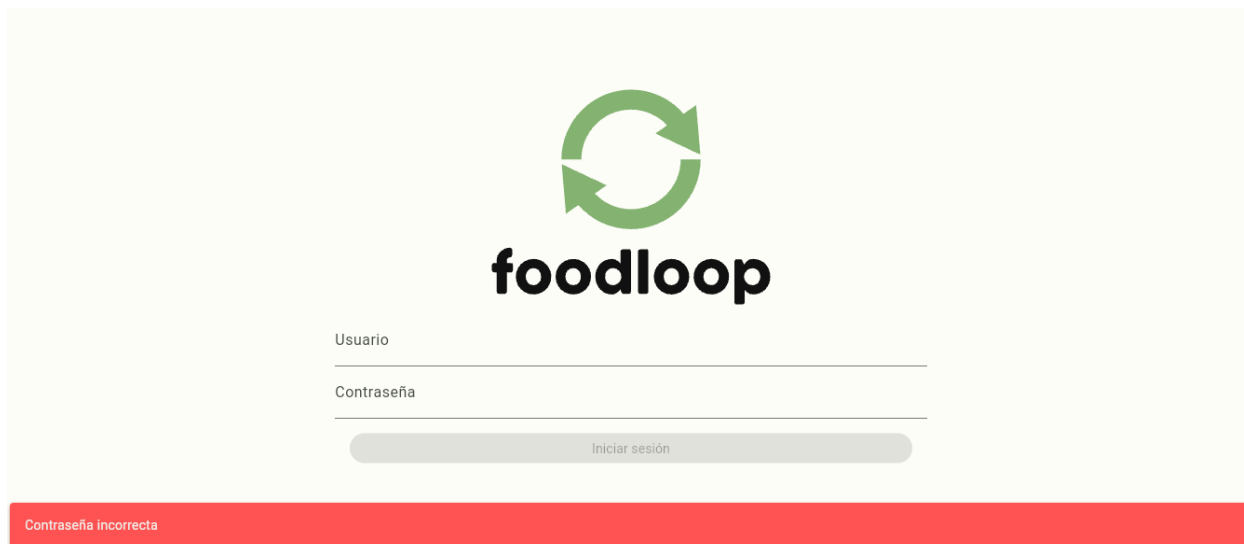 foodloop
Usuario
Contraseña
Iniciar sesión
Contraseña incorrecta